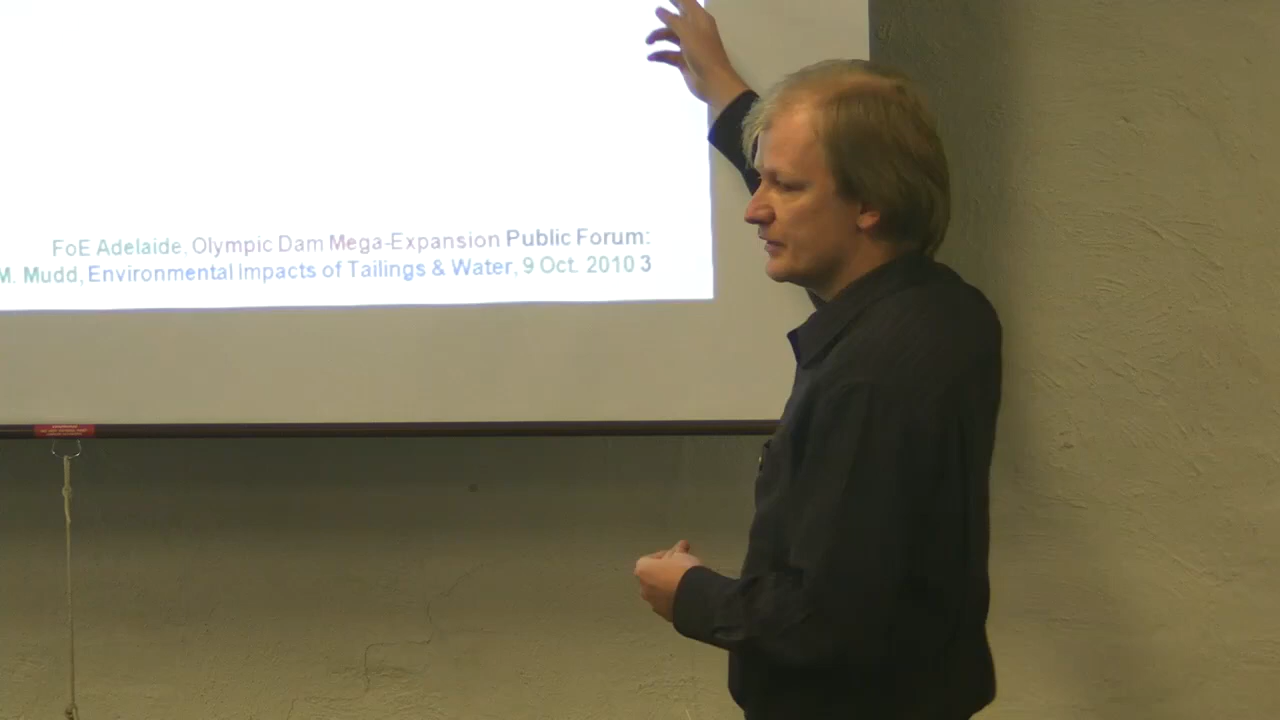 FoE Adelaide, Olympic Dam Mega-Expansion Public Forum:
M. Mudd, Environmental Impacts of Tailings & Water, 9 Oct. 2010 3